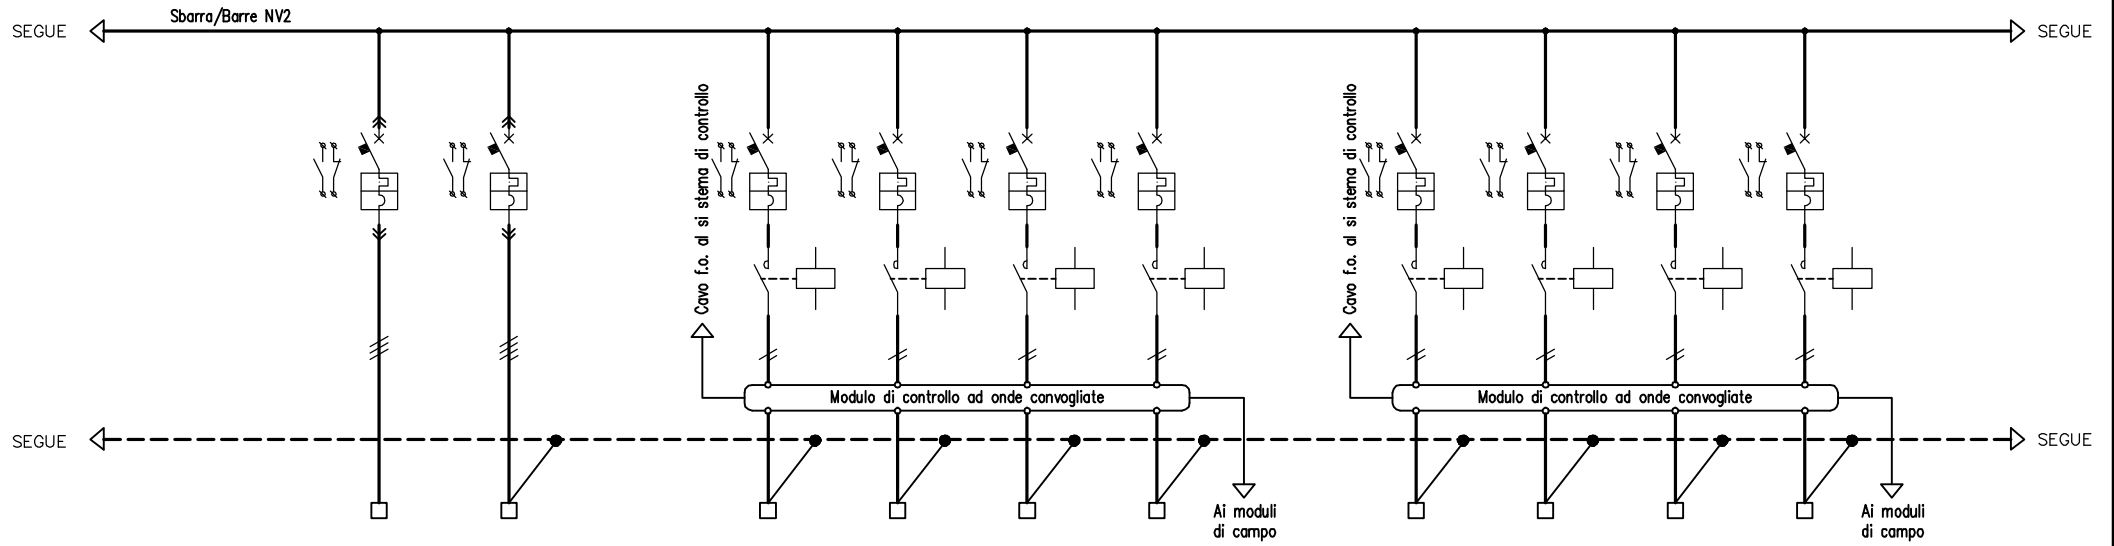 Sbarra/Barre NV2
SEGUE
SEGUE
Cavo f.o. al si stema di controllo
Cavo f.o. al si stema di controllo
Modulo di controllo ad onde convogliate
Modulo di controllo ad onde convogliate
SEGUE
SEGUE
Ai moduli
di campo
Ai moduli
di campo